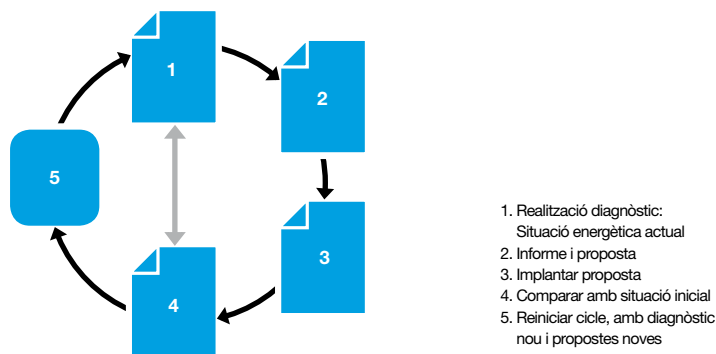 1
2
3
4
5
1. Realització diagnòstic:
Situació energètica actual
2. Informe i proposta
3. Implantar proposta
4. Comparar amb situació inicial
5. Reiniciar cicle, amb diagnòstic
nou i propostes noves